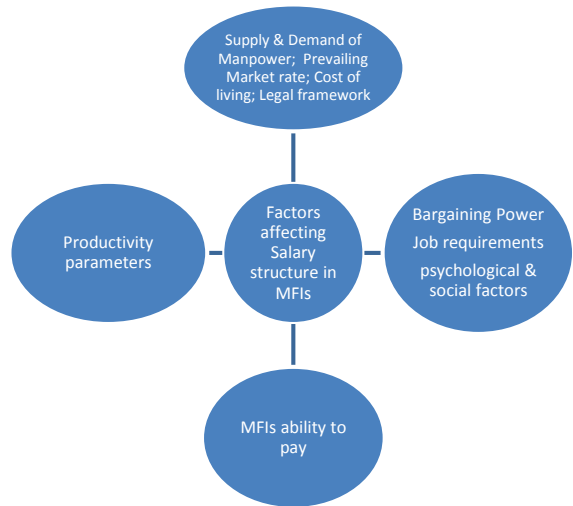 Supply & Demand of
Manpower; Prevailing
Market rate; Cost of
living; Legal framework
Productivity
parameters
Factors
affecting
Salary
structure in
MFIs
Bargaining Power
Job requirements
psychological &
social factors
MFIs ability to
pay